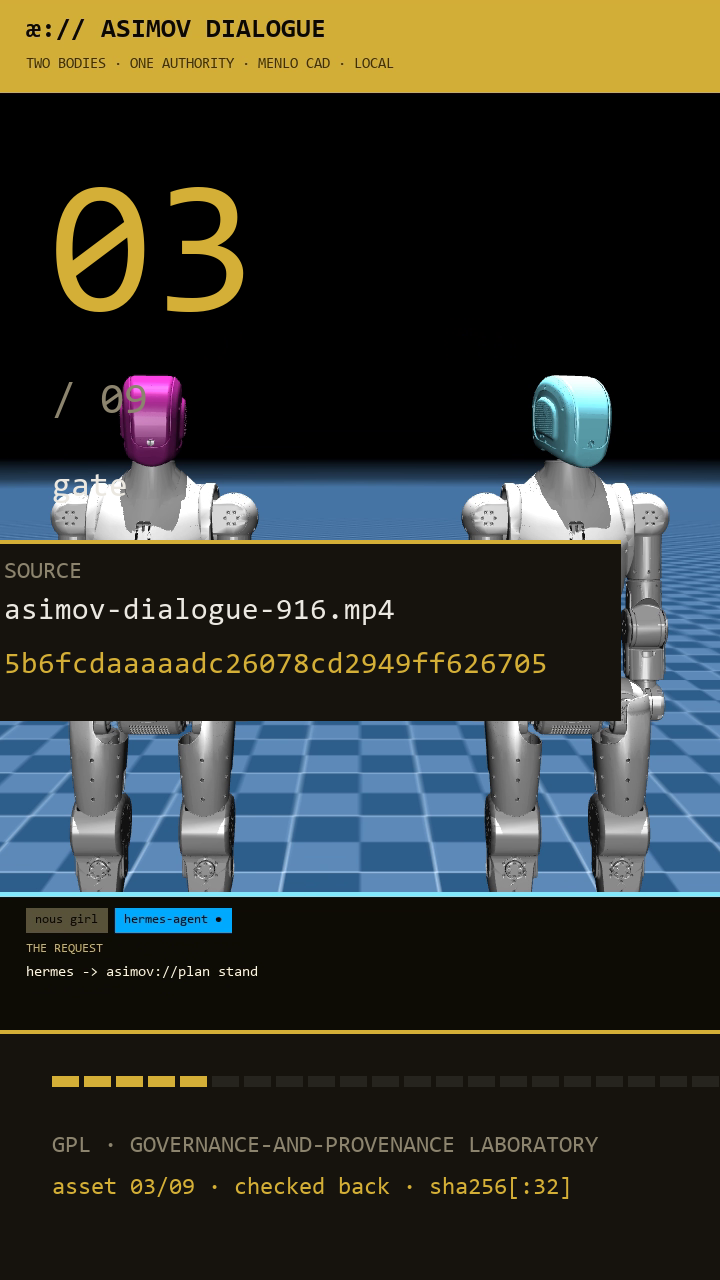 æ:// ASIMOV DIALOGUE
TWO BODIES · ONE AUTHORITY · MENLO CAD · LOCAL
03
/ 09
gate
SOURCE
asimov-dialogue-916.mp4
5b6fcdaaaaadc26078cd2949ff626705
nous girl
hermes-agent ●
THE REQUEST
hermes -> asimov://plan stand
GPL · GOVERNANCE-AND-PROVENANCE LABORATORY
asset 03/09 · checked back · sha256[:32]